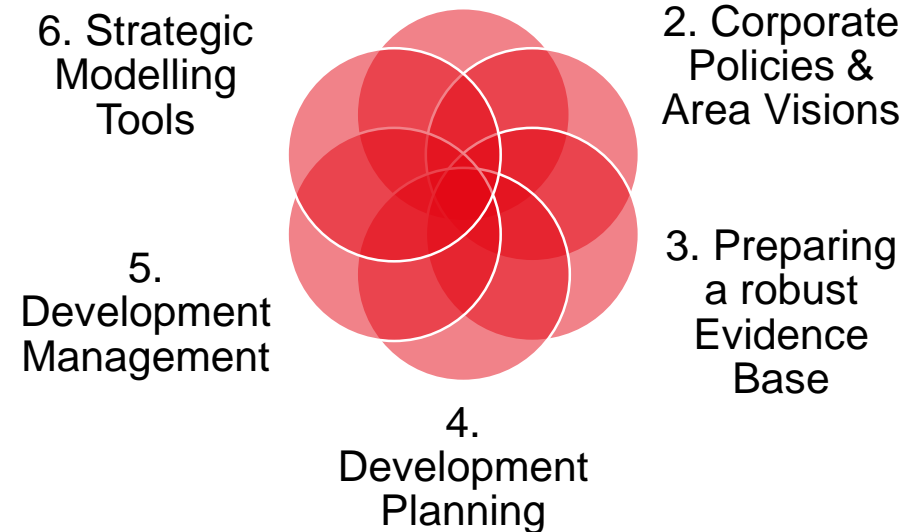 6. Strategic
Modelling
Tools
2. Corporate
Policies &
Area Visions
3. Preparing
a robust
Evidence
Base
4.
Development
Planning
5.
Development
Management